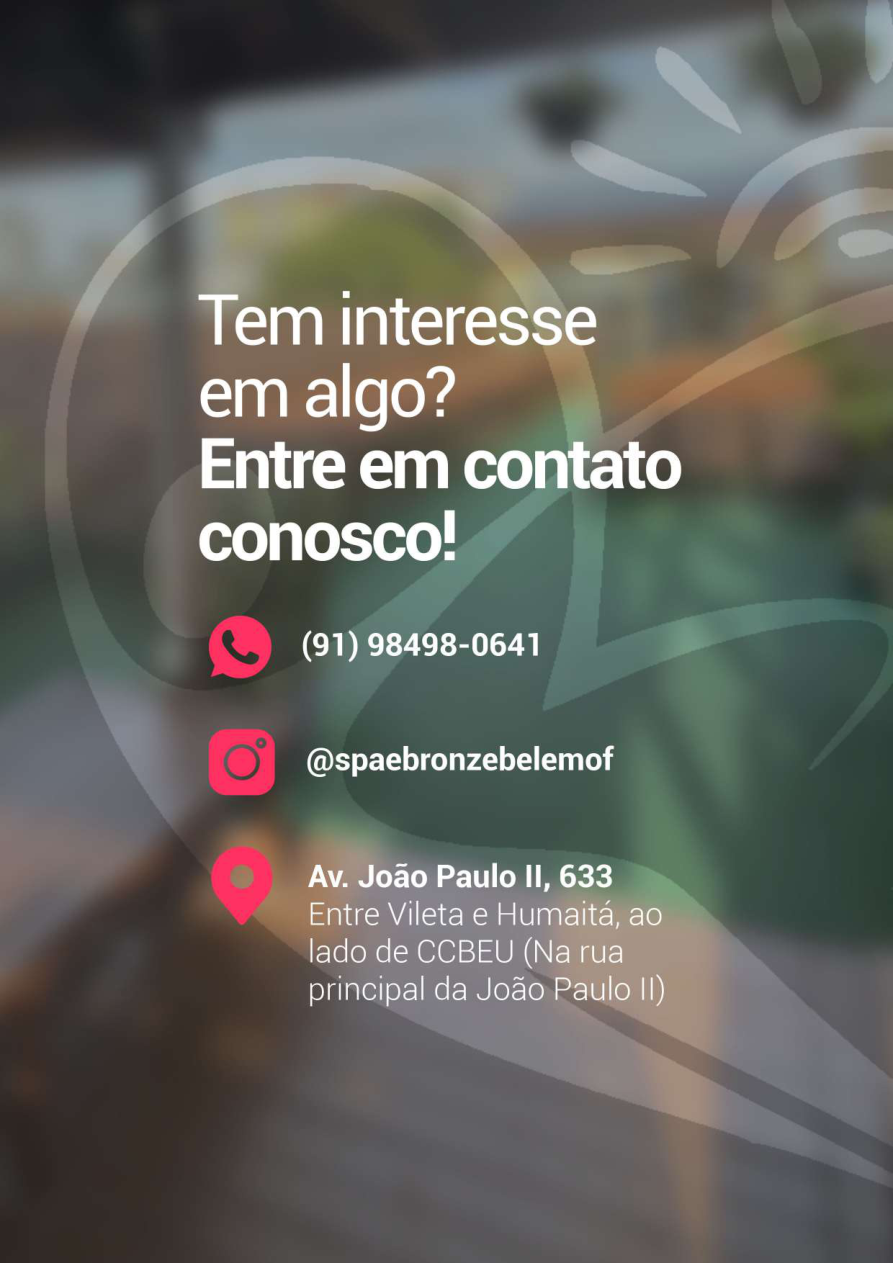 Tem interesse
em algo?
Entre em contato
conosco!
(91) 98498-0641
@spaebronzebelemof
Av. João Paulo II, 633
Entre Vileta e Humaitá, ao
lado de CCBEU (Na rua
principal da João Paulo II)